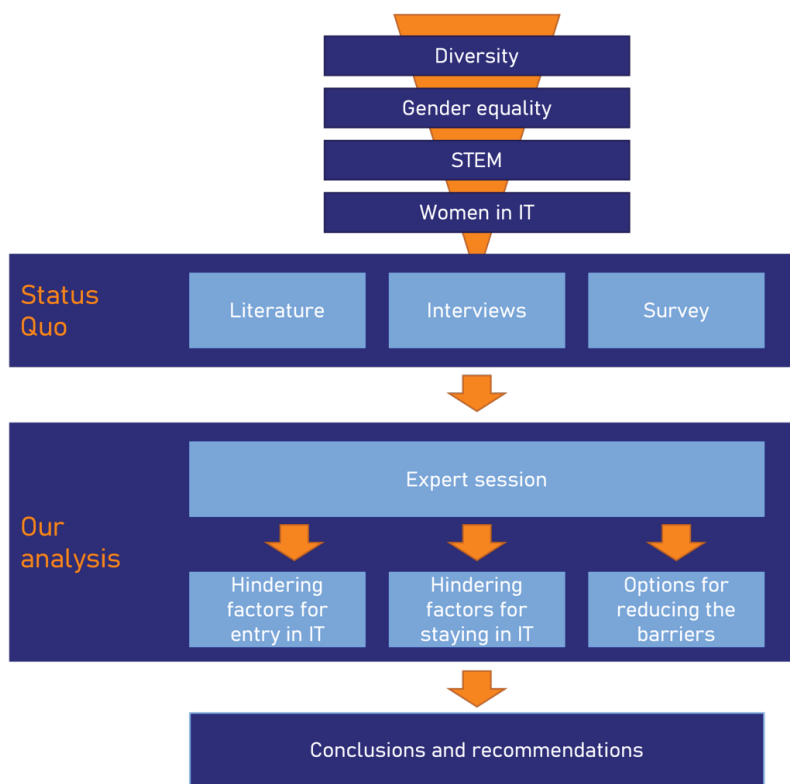 Diversity
Gender equality
STEM
Women in IT
Status
Quo
Literature
Interviews
Survey
Our
analysis
Expert session
Hindering
factors for
entry in IT
Hindering
factors for
staying in IT
Options for
reducing the
barriers
Conclusions and recommendations